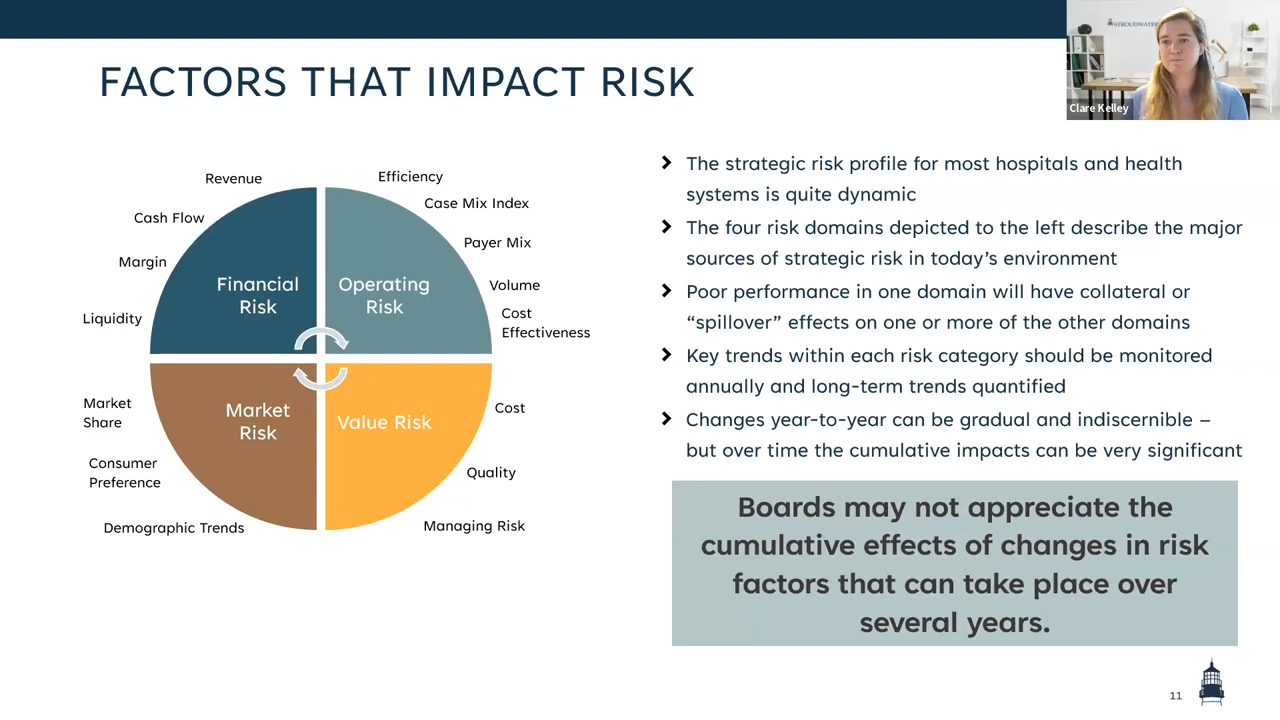 STROUDWATER
Clare Kelley
FACTORS THAT IMPACT RISK
Revenue
Cash Flow
Margin
Liquidity
Financial
Risk
Efficiency
Case Mix Index
Payer Mix
Volume
Cost
Effectiveness
Operating
Risk
Market
Share
Consumer
Preference
Demographic Trends
Market
Risk
Value Risk
Cost
Quality
Managing Risk
The strategic risk profile for most hospitals and health
systems is quite dynamic
The four risk domains depicted to the left describe the major
sources of strategic risk in today’s environment
Poor performance in one domain will have collateral or
“spillover” effects on one or more of the other domains
Key trends within each risk category should be monitored
annually and long-term trends quantified
Changes year-to-year can be gradual and indiscernible –
but over time the cumulative impacts can be very significant
Boards may not appreciate the
cumulative effects of changes in risk
factors that can take place over
several years.
11